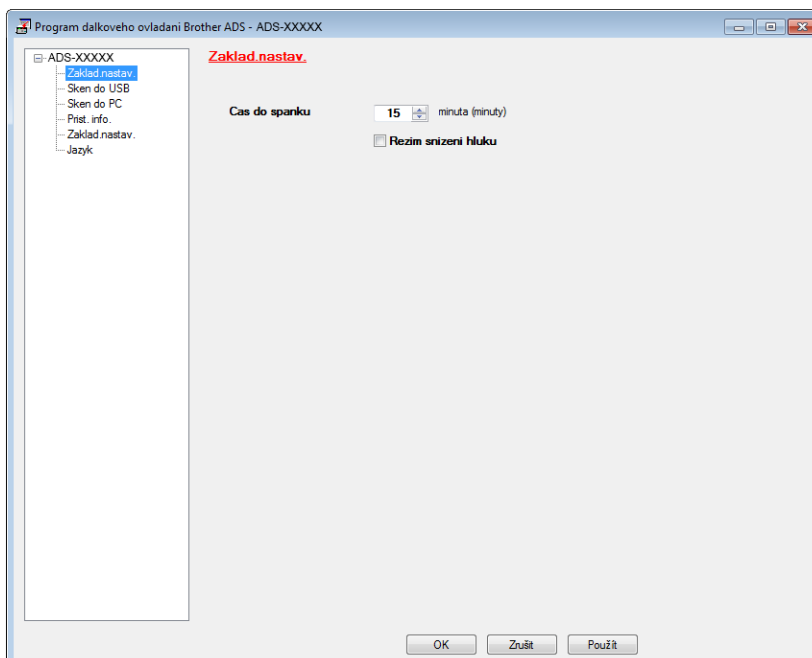 Program dalkoveho ovladani Brother ADS - ADS-XXXXX
ADS-XXXXX
Zaklad.nastav.
Sken do USB
Sken do PC
Prist. info.
Zaklad.nastav.
Jazyk
Zaklad.nastav.
Cas do spanku 15 minuta (minuty)
Rezim snizeni hluku
OK Zrušit Použít